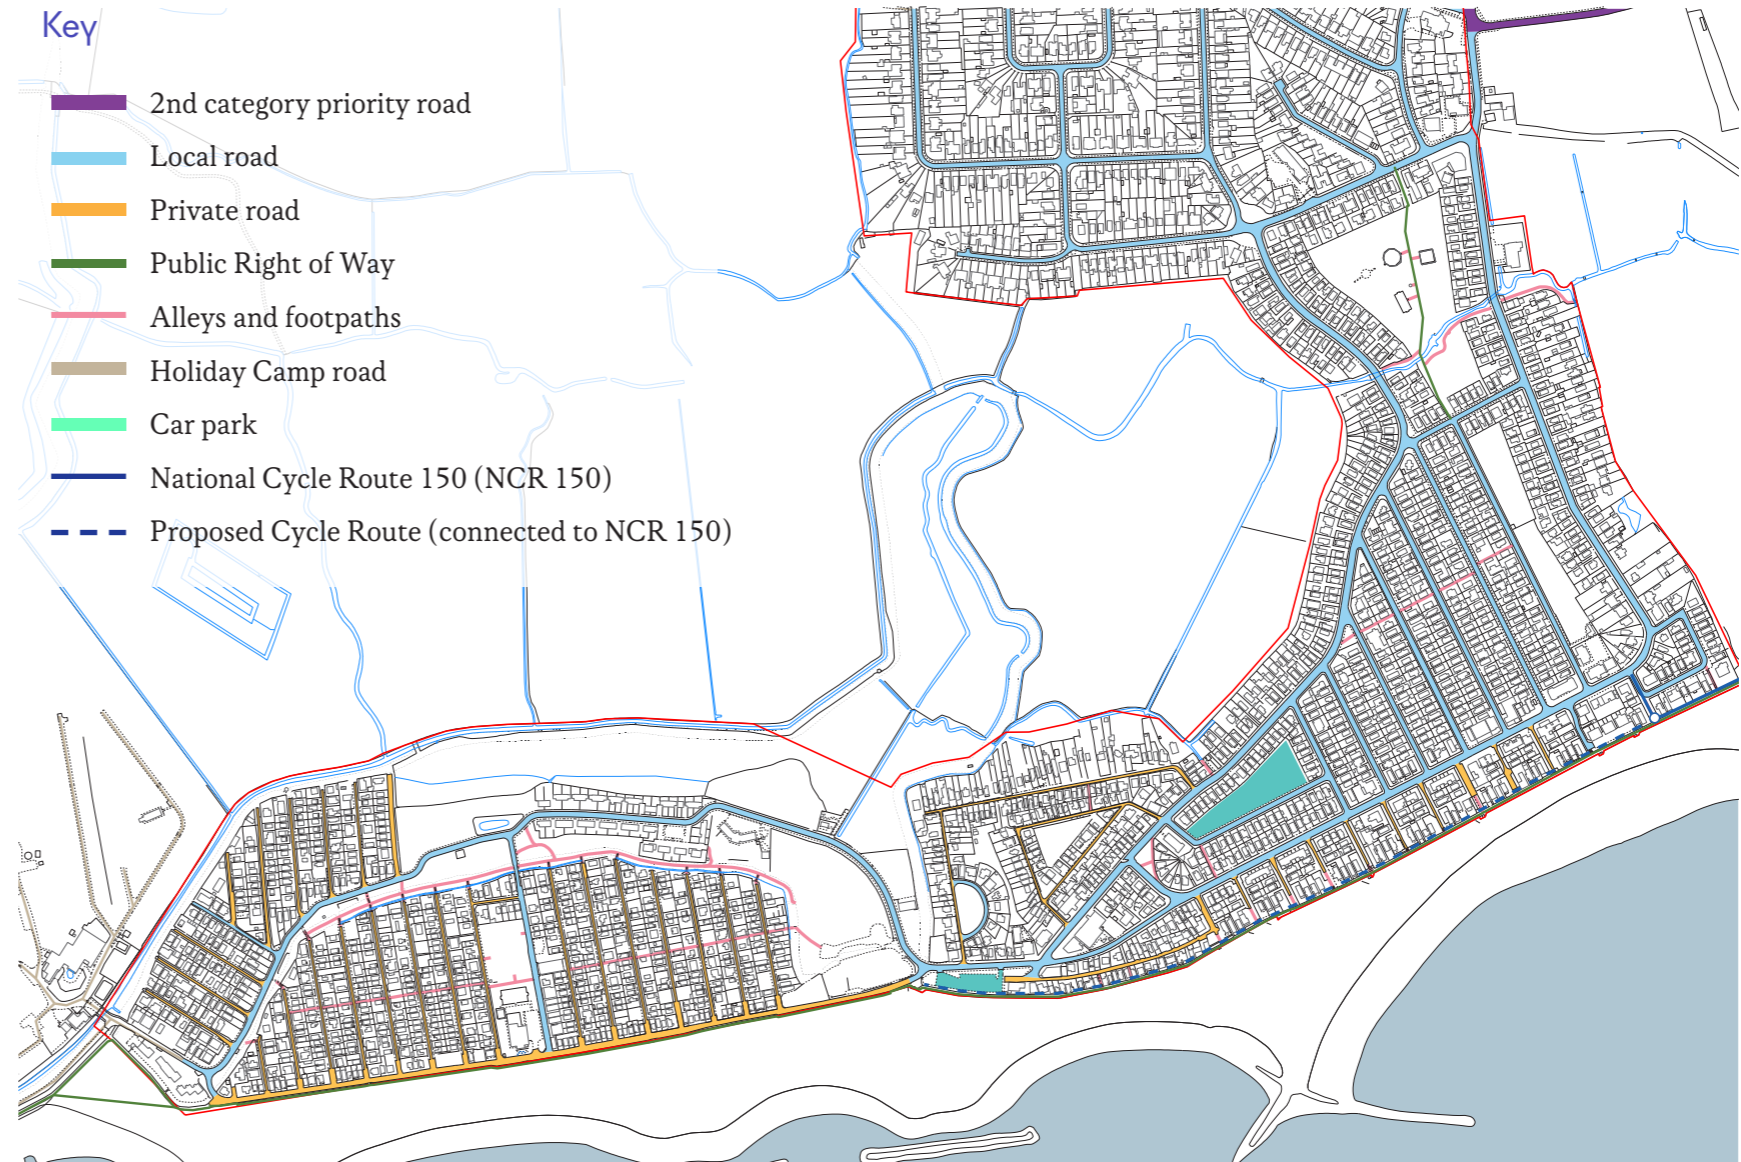 Key
2nd category priority road
Local road
Private road
Public Right of Way
Alleys and footpaths
Holiday Camp road
Car park
National Cycle Route 150 (NCR 150)
Proposed Cycle Route (connected to NCR 150)